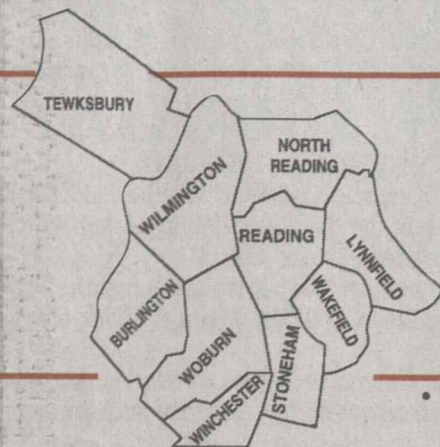 TEWKSBURY
NORTH
READING
WILMINGTON
READING
LYNNFIELD
BURLINGTON
WAKEFIELD
WOBURN
STONEHAM
WINCHESTER